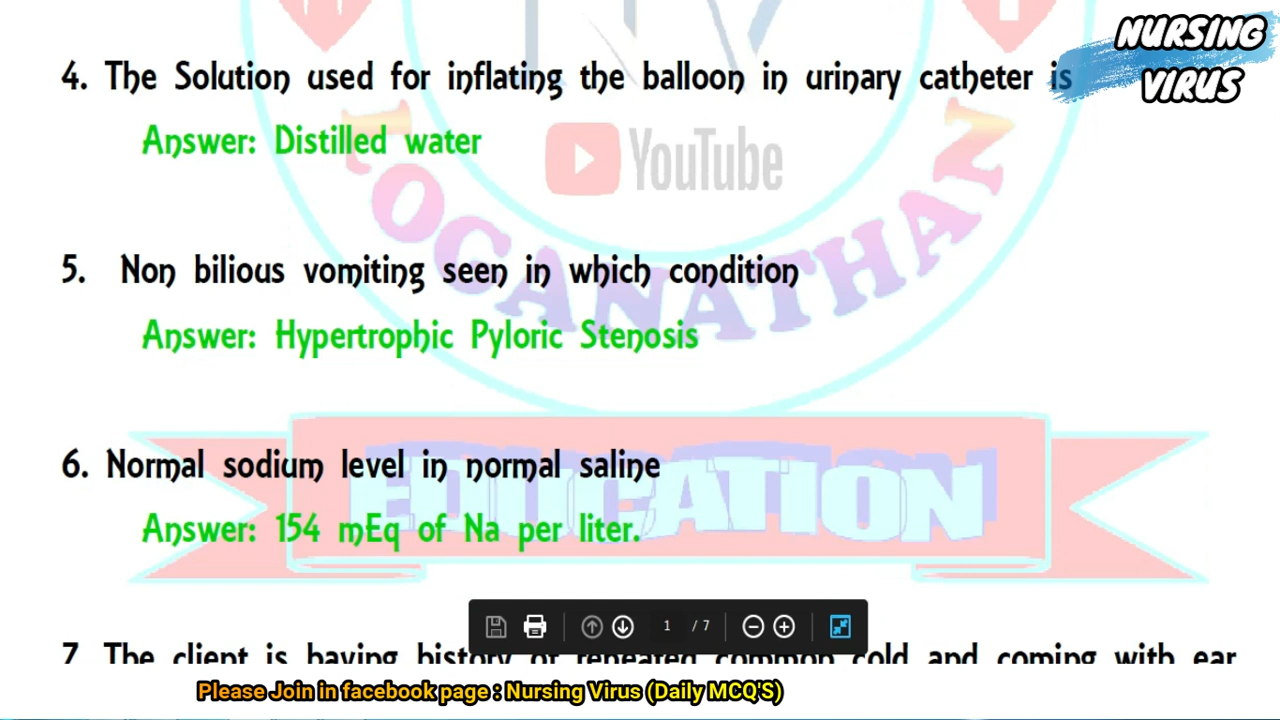 NURSING
VIRUS
4. The Solution used for inflating the balloon in urinary catheter is
Answer: Distilled water
YouTube
LOGANATHAN
5. Non bilious vomiting seen in which condition
Answer: Hypertrophic Pyloric Stenosis
6. Normal sodium level in normal saline
Answer: 154 mEq of Na per liter.
EDUCATION
1 / 7
7 The client is having history of repeated common cold and coming with ear
Please Join in facebook page : Nursing Virus (Daily MCQ'S)